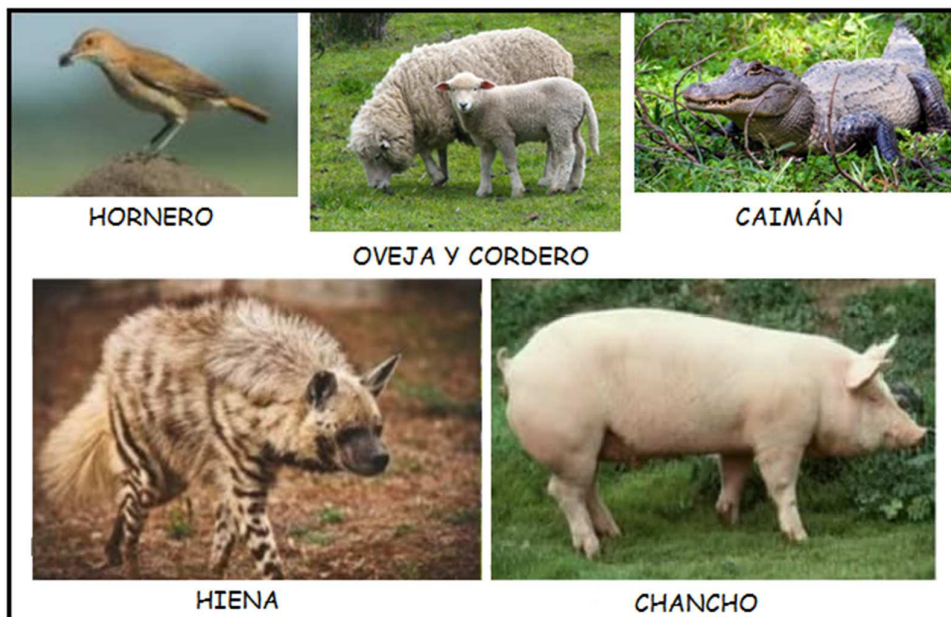 HORNERO
OVEJA Y CORDERO
CAIMÁN
HIENA
CHANCHO